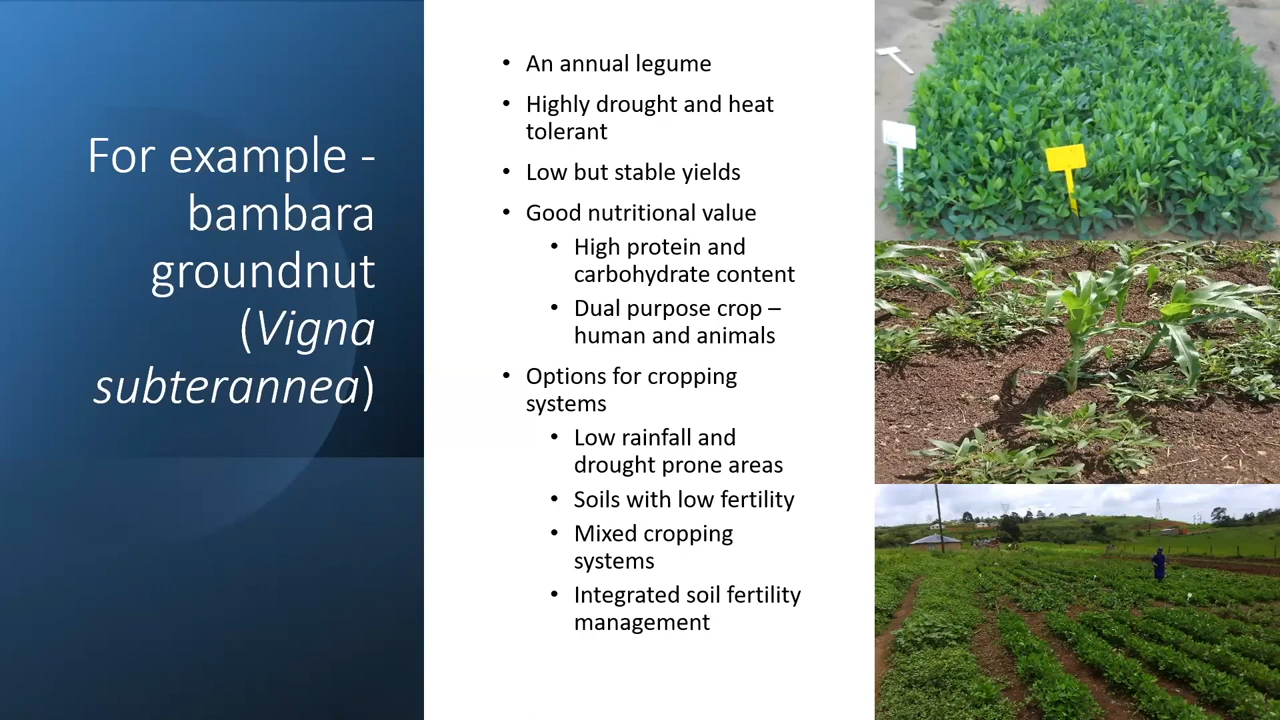 For example -
bambara
groundnut
(Vigna
subterannea)
• An annual legume
• Highly drought and heat
tolerant
• Low but stable yields
• Good nutritional value
• High protein and
carbohydrate content
• Dual purpose crop –
human and animals
• Options for cropping
systems
• Low rainfall and
drought prone areas
• Soils with low fertility
• Mixed cropping
systems
• Integrated soil fertility
management